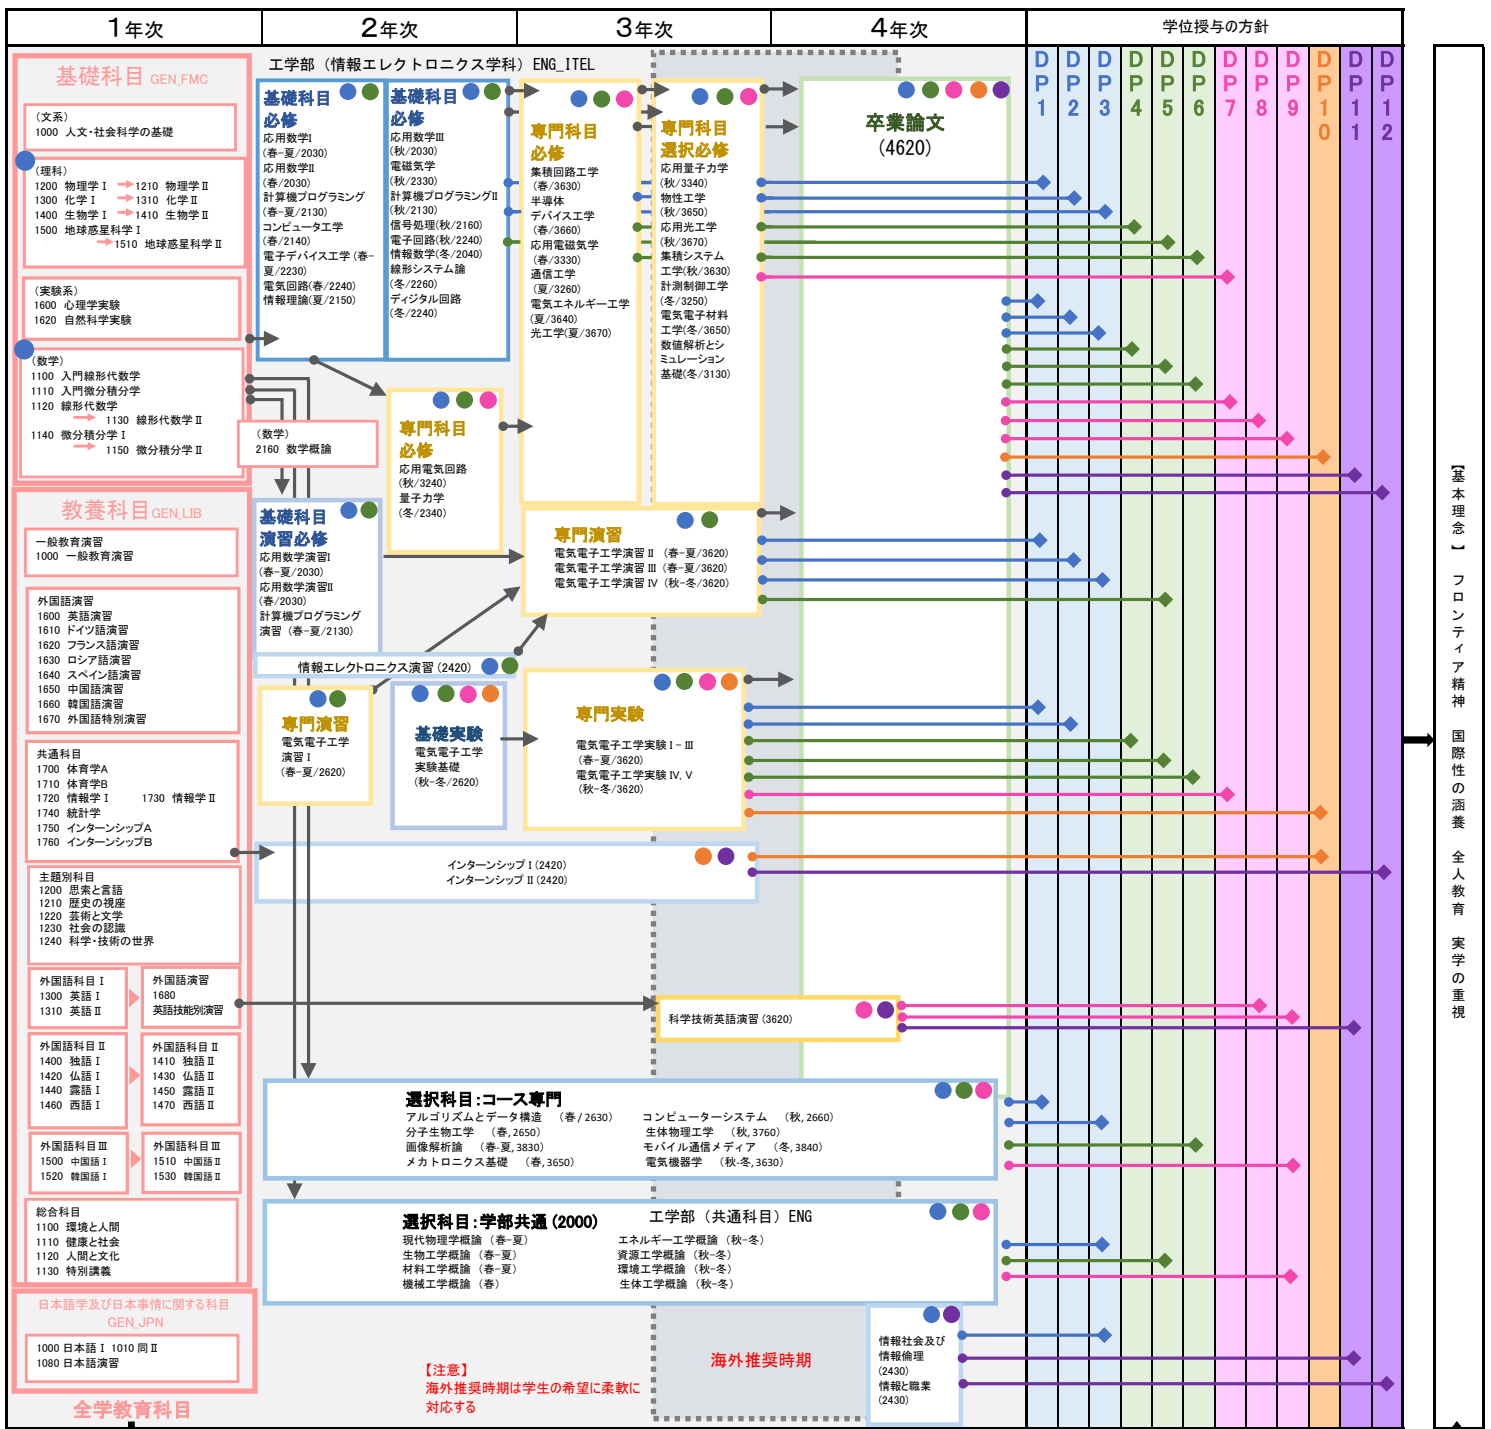 1年次
2年次
3年次
4年次
学位授与の方針
DP1
DP2
DP3
DP4
DP5
DP6
DP7
DP8
DP9
DP10
DP11
DP12
基礎科目 GEN_FMC
(文系)
1000 人文・社会科学の基礎
(理科)
1200 物理学Ⅰ 1210 物理学Ⅱ
1300 化学Ⅰ 1310 化学Ⅱ
1400 生物学Ⅰ 1410 生物学Ⅱ
1500 地球惑星科学Ⅰ
1510 地球惑星科学Ⅱ
(実験系)
1600 心理学実験
1620 自然科学実験
(数学)
1100 入門線形代数学
1110 入門微分積分学
1120 線形代数学
1130 線形代数学Ⅱ
1140 微分積分学Ⅰ
1150 微分積分学Ⅱ
(数学)
2160 数学概論
教養科目 GEN_LIB
一般教育演習
1000 一般教育演習
外国語演習
1600 英語演習
1610 ドイツ語演習
1620 フランス語演習
1630 ロシア語演習
1640 スペイン語演習
1650 中国語演習
1660 韓国語演習
1670 外国語特別演習
共通科目
1700 体育学A
1710 体育学B
1720 情報学Ⅰ 1730 情報学Ⅱ
1740 統計学
1750 インターンシップA
1760 インターンシップB
主題別科目
1200 思索と言語
1210 歴史の視座
1220 芸術と文学
1230 社会の認識
1240 科学・技術の世界
外国語科目Ⅰ
1300 英語Ⅰ
1310 英語Ⅱ
外国語演習
1680
英語技能別演習
外国語科目Ⅱ
1400 独語Ⅰ
1420 仏語Ⅰ
1440 露語Ⅰ
1460 西語Ⅰ
外国語科目Ⅱ
1410 独語Ⅱ
1430 仏語Ⅱ
1450 露語Ⅱ
1470 西語Ⅱ
外国語科目Ⅲ
1500 中国語Ⅰ
1520 韓国語Ⅰ
外国語科目Ⅲ
1510 中国語Ⅱ
1530 韓国語Ⅱ
総合科目
1100 環境と人間
1110 健康と社会
1120 人間と文化
1130 特別講義
日本語学及び日本事情に関する科目
GEN_JPN
1000 日本語Ⅰ 1010 同Ⅱ
1080 日本語演習
全学教育科目
工学部(情報エレクトロニクス学科)ENG_ITEL
基礎科目
必修
応用数学Ⅰ
(春-夏/2030)
応用数学Ⅱ
(春/2030)
計算機プログラミング
(春-夏/2130)
コンピュータ工学
(春/2140)
電子デバイス工学(春-
夏/2230)
電気回路(春/2240)
情報理論(夏/2150)
基礎科目
必修
応用数学Ⅲ
(秋/2030)
電磁気学
(秋/2330)
計算機プログラミングⅡ
(秋/2130)
信号処理(秋/2160)
電子回路(秋/2240)
情報数学(冬/2040)
線形システム論
(冬/2260)
ディジタル回路
(冬/2240)
専門科目
必修
集積回路工学
(春/3630)
半導体
デバイス工学
(春/3660)
応用電磁気学
(春/3330)
通信工学
(夏/3260)
電気エネルギー工学
(夏/3640)
光工学(夏/3670)
専門科目
選択必修
応用量子力学
(秋/3340)
物性工学
(秋/3650)
応用光工学
(秋/3670)
集積システム
工学(秋/3630)
計測制御工学
(冬/3250)
電気電子材料
工学(冬/3650)
数値解析とシ
ミュレーション
基礎(冬/3130)
卒業論文
(4620)
専門科目
必修
応用電気回路
(秋/3240)
量子力学
(冬/2340)
基礎科目
演習必修
応用数学演習Ⅰ
(春-夏/2030)
応用数学演習Ⅱ
(春/2030)
計算機プログラミング
演習(春-夏/2130)
専門演習
電気電子工学演習Ⅱ (春-夏/3620)
電気電子工学演習Ⅲ (春-夏/3620)
電気電子工学演習Ⅳ (秋-冬/3620)
情報エレクトロニクス演習(2420)
専門演習
電気電子工学
演習Ⅰ
(春-夏/2620)
基礎実験
電気電子工学
実験基礎
(秋-冬/2620)
専門実験
電気電子工学実験Ⅰ-Ⅲ
(春-夏/3620)
電気電子工学実験Ⅳ,Ⅴ
(秋-冬/3620)
インターンシップⅠ(2420)
インターンシップⅡ(2420)
科学技術英語演習(3620)
選択科目:コース専門
アルゴリズムとデータ構造 (春/2630) コンピューターシステム (秋,2660)
分子生物工学 (春,2650) 生体物理工学 (秋,3760)
画像解析論 (春-夏,3830) モバイル通信メディア (冬,3840)
メカトロニクス基礎 (春,3650) 電気機器学 (秋-冬,3630)
選択科目:学部共通(2000) 工学部(共通科目)ENG
現代物理学概論(春-夏) エネルギー工学概論(秋-冬)
生物工学概論(春-夏) 資源工学概論(秋-冬)
材料工学概論(春-夏) 環境工学概論(秋-冬)
機械工学概論(春) 生体工学概論(秋-冬)
情報社会及び
情報倫理
(2430)
情報と職業
(2430)
海外推奨時期
【注意】
海外推奨時期は学生の希望に柔軟に
対応する
【基本理念】 フロンティア精神 国際性の涵養 全人教育 実学の重視